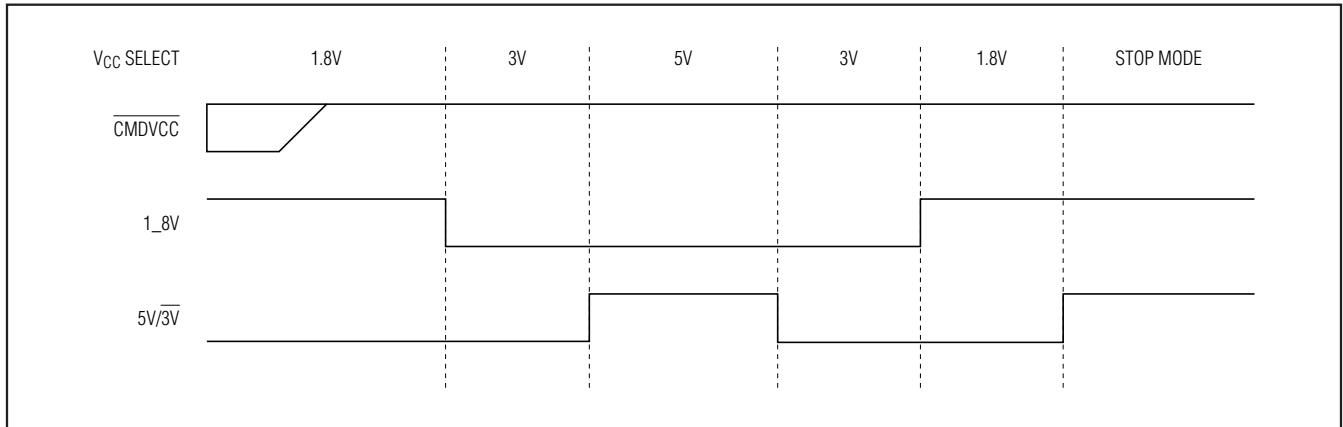 VCC SELECT 1.8V 3V 5V 3V 1.8V STOP MODE
CMDVCC
1_8V
5V/3V